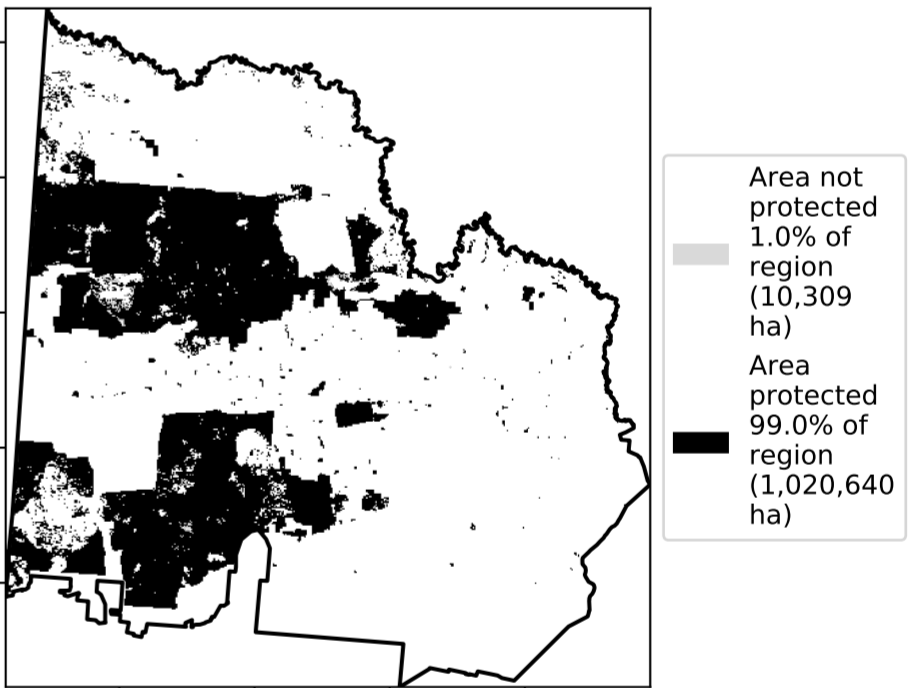 Area not
protected
1.0% of
region
(10,309
ha)
Area
protected
99.0% of
region
(1,020,640
ha)